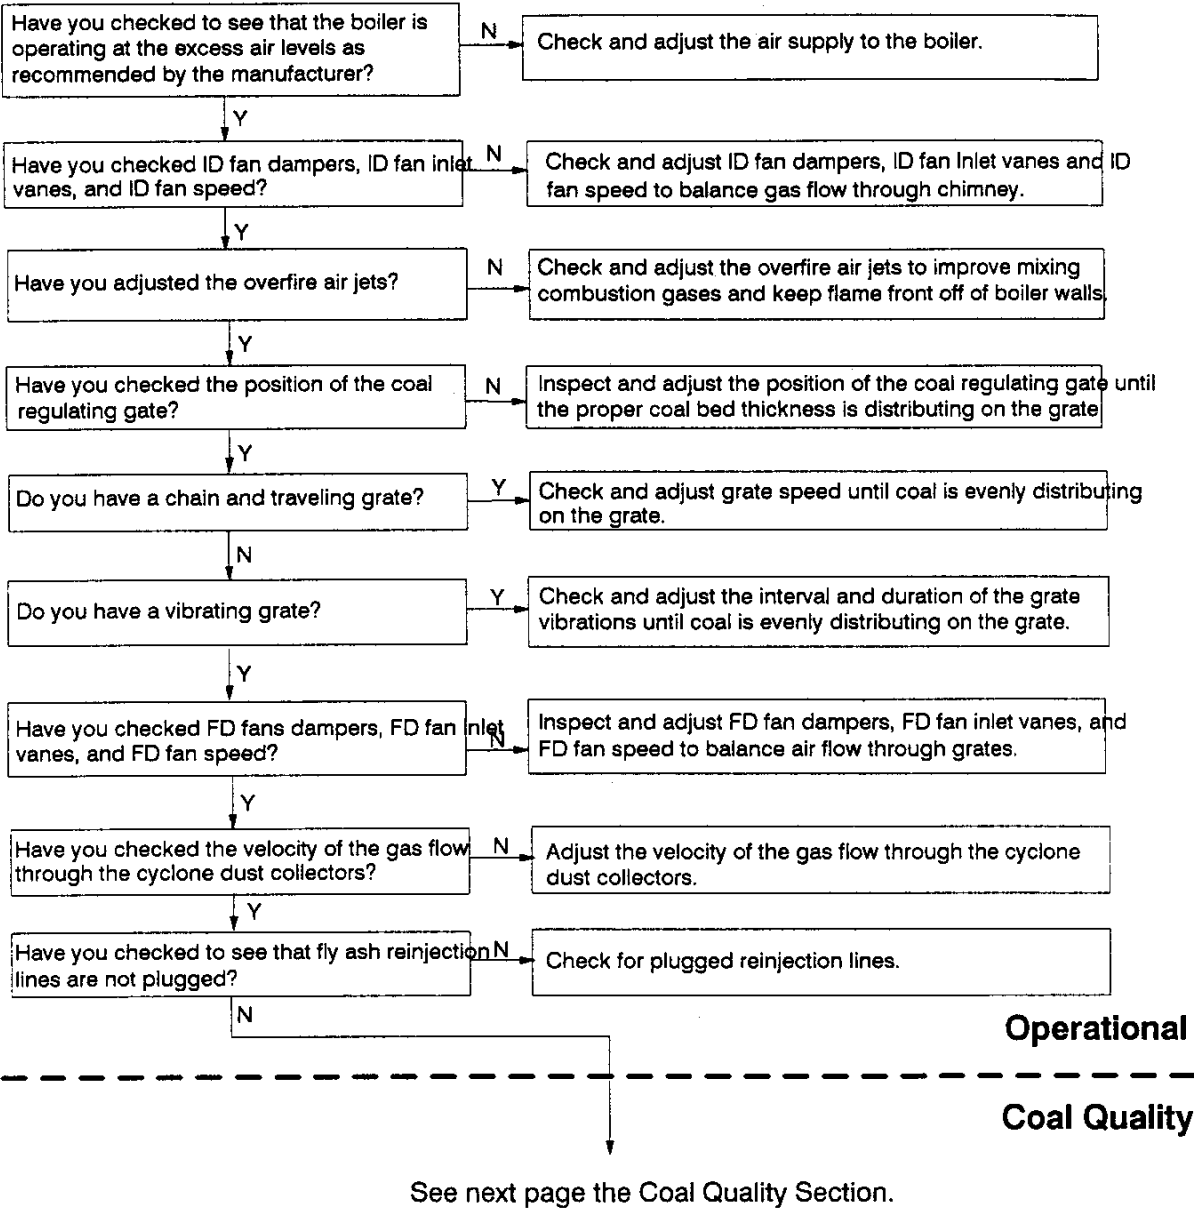 Have you checked to see that the boiler is
operating at the excess air levels as
recommended by the manufacturer?
N
Check and adjust the air supply to the boiler.
Y
Have you checked ID fan dampers, ID fan inlet
vanes, and ID fan speed?
N
Check and adjust ID fan dampers, ID fan Inlet vanes and ID
fan speed to balance gas flow through chimney.
Y
Have you adjusted the overfire air jets?
N
Check and adjust the overfire air jets to improve mixing
combustion gases and keep flame front off of boiler walls.
Y
Have you checked the position of the coal
regulating gate?
N
Inspect and adjust the position of the coal regulating gate until
the proper coal bed thickness is distributing on the grate
Y
Do you have a chain and traveling grate?
Y
Check and adjust grate speed until coal is evenly distributing
on the grate.
N
Do you have a vibrating grate?
Y
Check and adjust the interval and duration of the grate
vibrations until coal is evenly distributing on the grate.
Y
Have you checked FD fans dampers, FD fan Inlet
vanes, and FD fan speed?
N
Inspect and adjust FD fan dampers, FD fan inlet vanes, and
FD fan speed to balance air flow through grates.
Y
Have you checked the velocity of the gas flow
through the cyclone dust collectors?
N
Adjust the velocity of the gas flow through the cyclone
dust collectors.
Y
Have you checked to see that fly ash reinjection
lines are not plugged?
N
Check for plugged reinjection lines.
N
Operational
Coal Quality
See next page the Coal Quality Section.